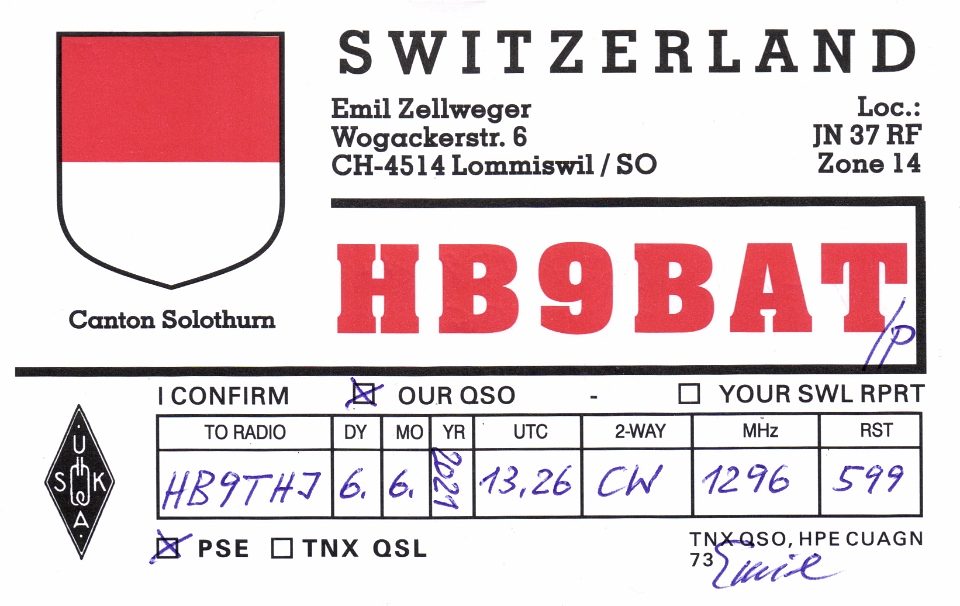 SWITZERLAND
Emil Zellweger
Wogackerstr. 6
CH-4514 Lommiswil / SO
Loc.:
JN 37 RF
Zone 14
HB9BAT/p
Canton Solothurn
I CONFIRM ☒ OUR QSO - ☐ YOUR SWL RPRT
USKA
TO RADIO DY MO YR UTC 2-WAY MHz RST
HB9THJ 6. 6. 2021 13.26 CW 1296 599
☒ PSE ☐ TNX QSL
TNX QSO, HPE CUAGN
73 Emil